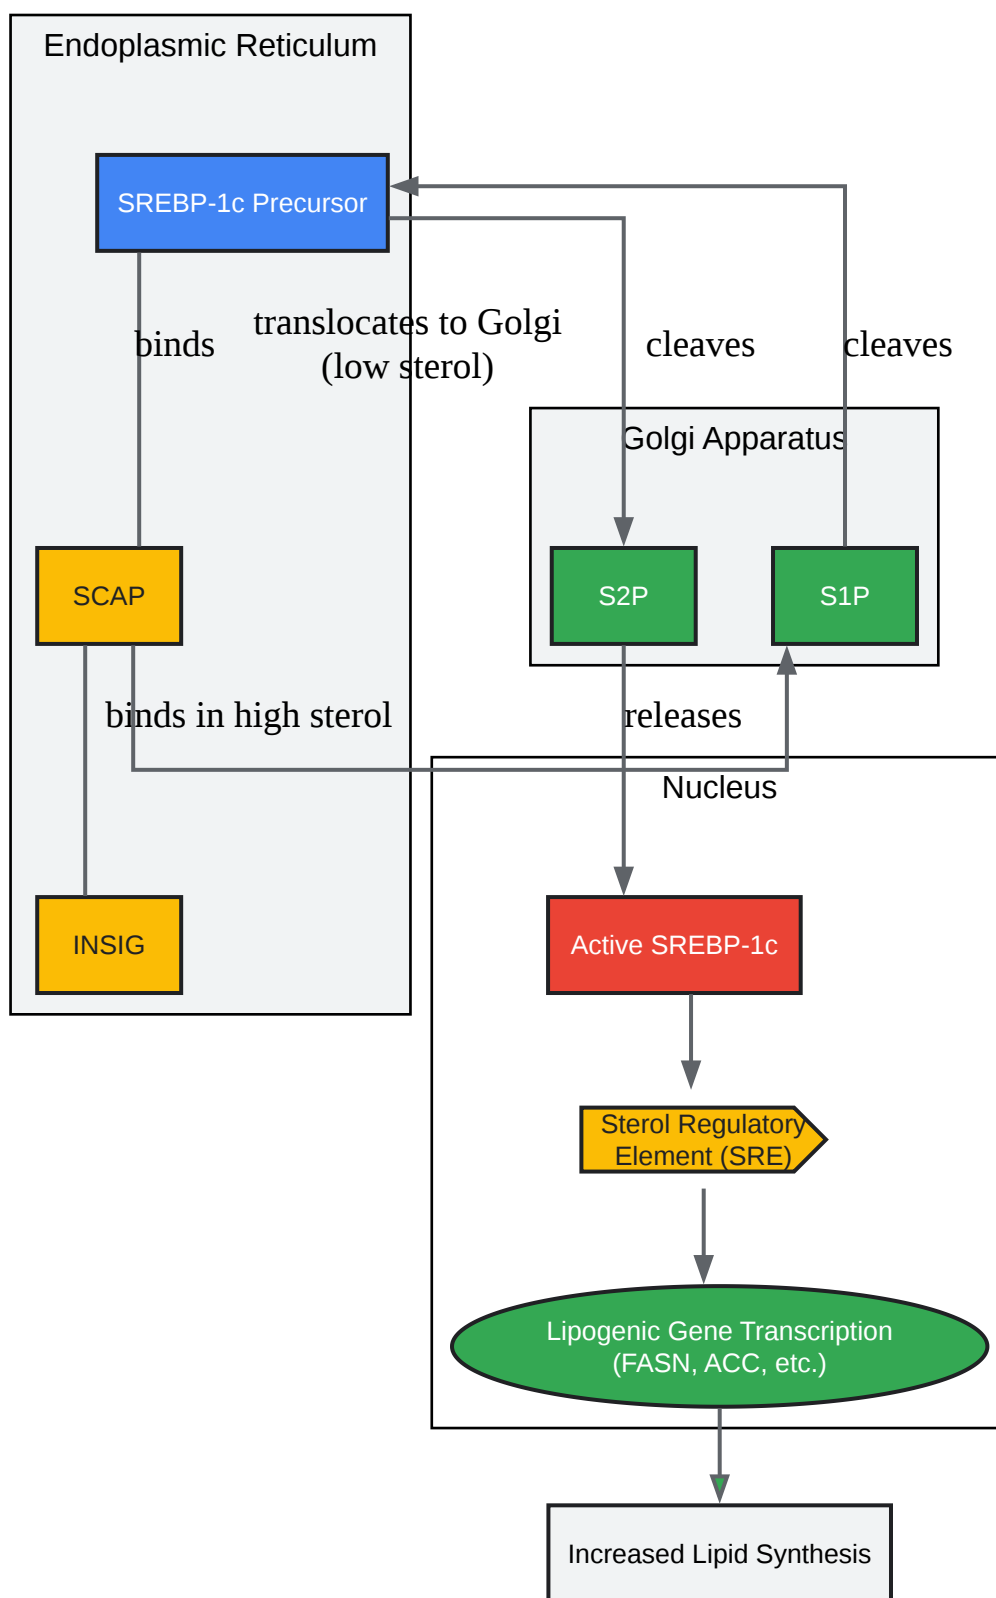 Endoplasmic Reticulum
SREBP-1c Precursor
binds
translocates to Golgi
(low sterol)
cleaves
cleaves
Golgi Apparatus
SCAP
S2P
S1P
binds in high sterol
releases
Nucleus
INSIG
Active SREBP-1c
Sterol Regulatory
Element (SRE)
Lipogenic Gene Transcription
(FASN, ACC, etc.)
Increased Lipid Synthesis